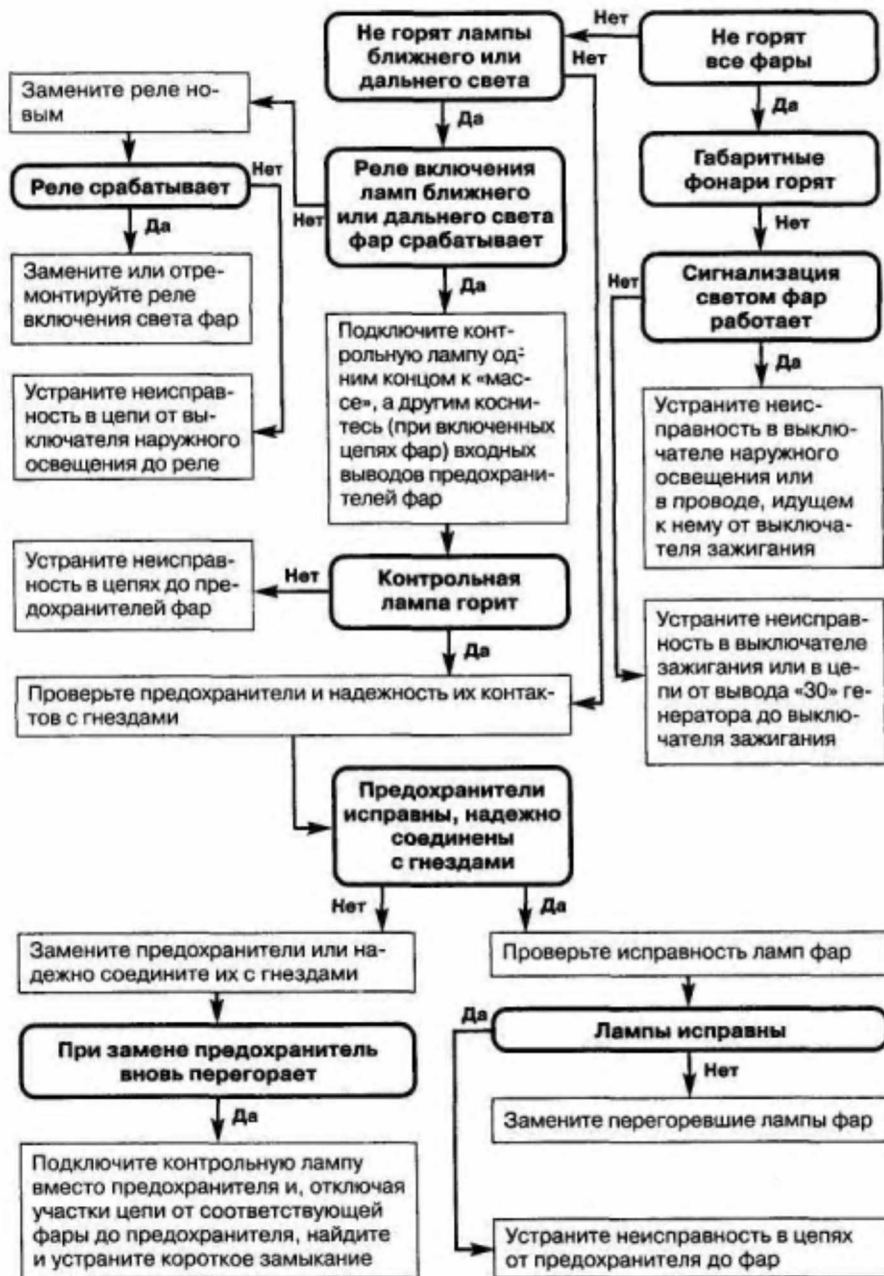 Не горят все
фары
Нет
Не горят лампы
ближнего или
дальнего света
Нет
Да
Да
Замените реле но-
вым
Реле срабатывает
Нет
Да
Реле включения
ламп ближнего
или дальнего света
фар срабатывает
Нет
Да
Габаритные
фонари горят
Нет
Замените или отре-
монтируйте реле
включения света фар
Сигнализация
светом фар
работает
Нет
Да
Подключите конт-
рольную лампу од-
ним концом к «мас-
се», а другим косни-
тесь (при включенных
цепях фар) входных
выводов предохрани-
телей фар
Устраните неисправ-
ность в цепи от вы-
ключателя наружного
освещения до реле
Устраните неис-
правность в выклю-
чателе наружного
освещения или
в проводе, идущем
к нему от выключа-
теля зажигания
Устраните неисправ-
ность в цепях до пре-
дохранителей фар
Нет
Контрольная
лампа горит
Да
Устраните неисправ-
ность в выключателе
зажигания или в це-
пи от вывода «30» ге-
нератора до выклю-
чателя зажигания
Проверьте предохранители и надежность их контак-
тов с гнездами
Предохранители
исправны, надежно
соединены
с гнездами
Нет
Да
Замените предохранители или на-
дежно соедините их с гнездами
Проверьте исправность ламп фар
При замене предохранитель
вновь перегорает
Да
Да
Лампы исправны
Нет
Замените перегоревшие лампы фар
Подключите контрольную лампу
вместо предохранителя и, отключая
участки цепи от соответствующей
фары до предохранителя, найдите
и устраните короткое замыкание
Устраните неисправность в цепях
от предохранителя до фар